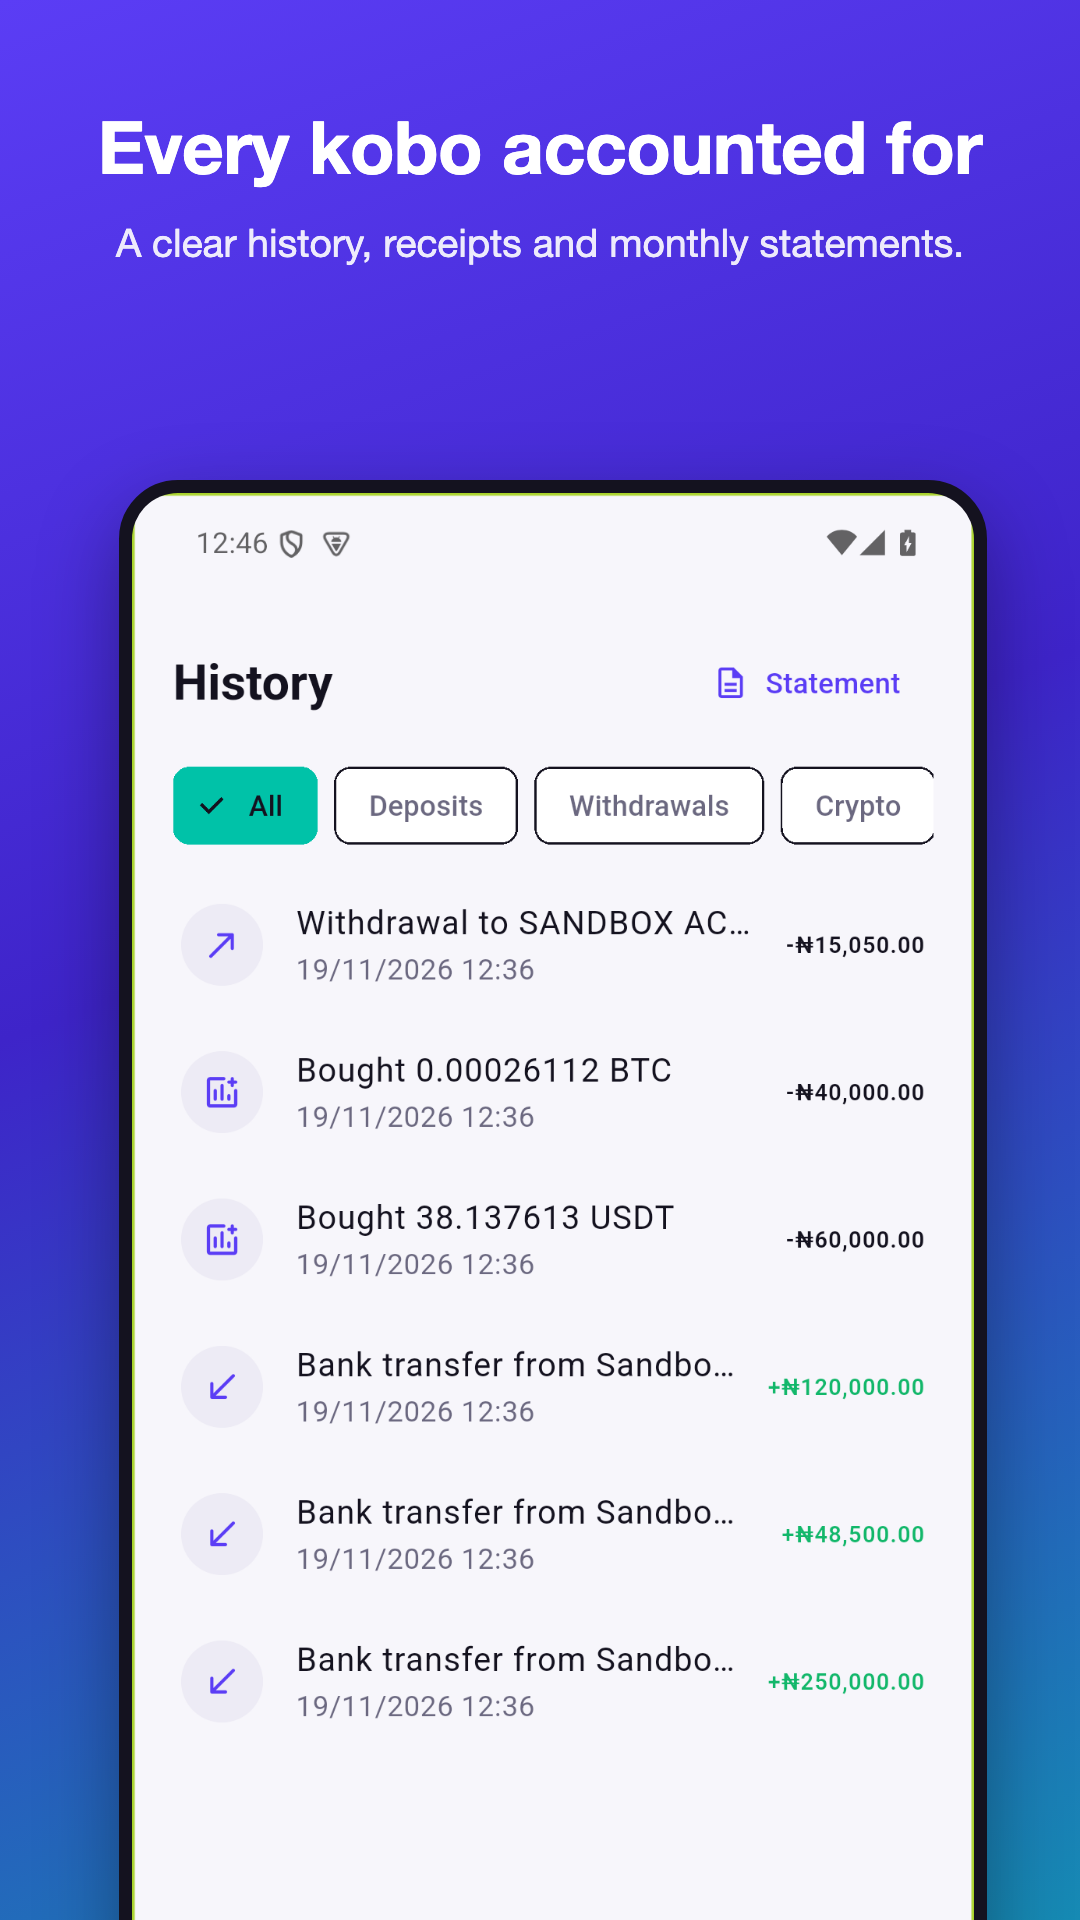 Every kobo accounted for
A clear history, receipts and monthly statements.
12:46
History
Statement
All
Deposits
Withdrawals
Crypto
Withdrawal to SANDBOX AC...
-₦15,050.00
19/11/2026 12:36
Bought 0.00026112 BTC
-₦40,000.00
19/11/2026 12:36
Bought 38.137613 USDT
-₦60,000.00
19/11/2026 12:36
Bank transfer from Sandbo...
+₦120,000.00
19/11/2026 12:36
Bank transfer from Sandbo...
+₦48,500.00
19/11/2026 12:36
Bank transfer from Sandbo...
+₦250,000.00
19/11/2026 12:36